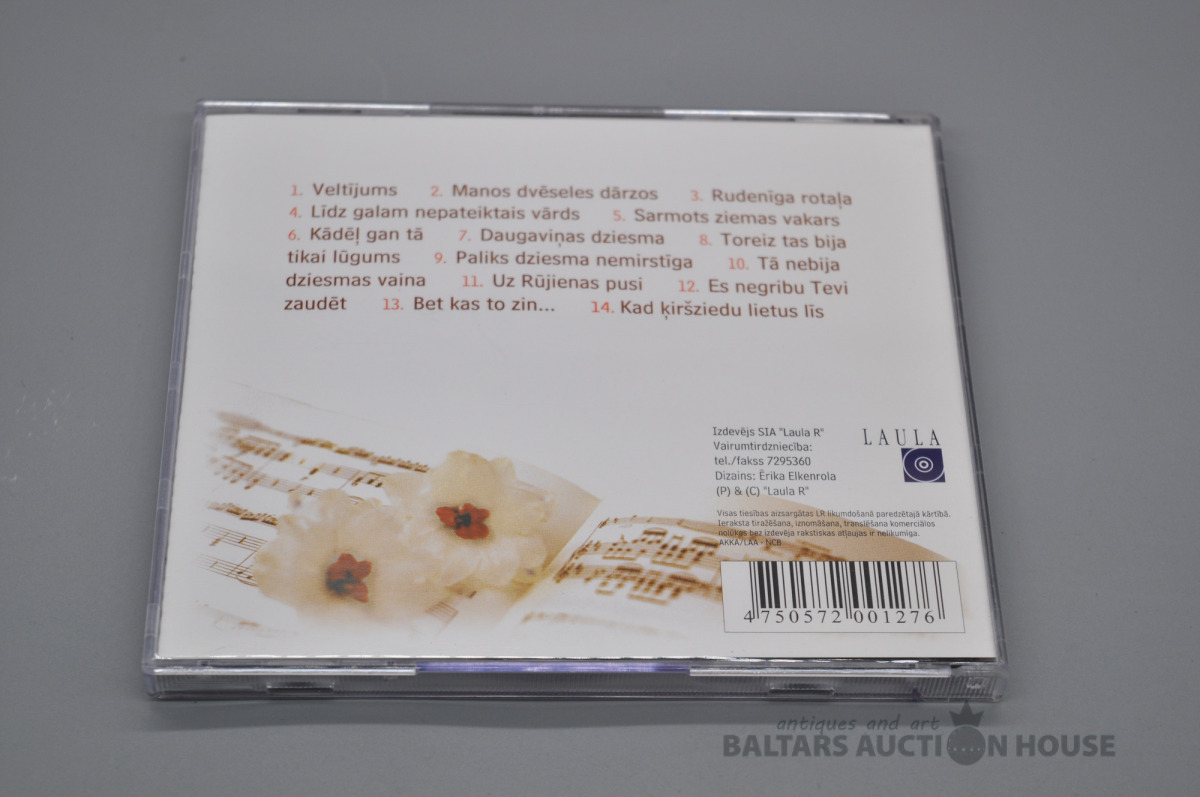 1. Veltījums 2. Manos dvēseles dārzos 3. Rudenīga rotaļa
4. Līdz galam nepateiktais vārds 5. Sarmots ziemas vakars
6. Kādēļ gan tā 7. Daugaviņas dziesma 8. Toreiz tas bija
tikai lūgums 9. Paliks dziesma nemirstīga 10. Tā nebija
dziesmas vaina 11. Uz Rūjienas pusi 12. Es negribu Tevi
zaudēt 13. Bet kas to zin... 14. Kad ķiršziedu lietus līs
Izdevējs SIA "Laula R"
Vairumtirdzniecība:
tel./fakss 7295360
Dizains: Ērika Elkenrola
(P) & (C) "Laula R"
LAULA
Visas tiesības aizsargātas LR likumdošanā paredzētajā kārtībā.
Ieraksta tiražēšana, iznomāšana, translēšana komerciālos
nolūkos bez izdevēja rakstiskas atļaujas ir nelikumīga.
AKKA/LAA - NCB
4 750572 001276
antiques and art
BALTARS AUCTION HOUSE